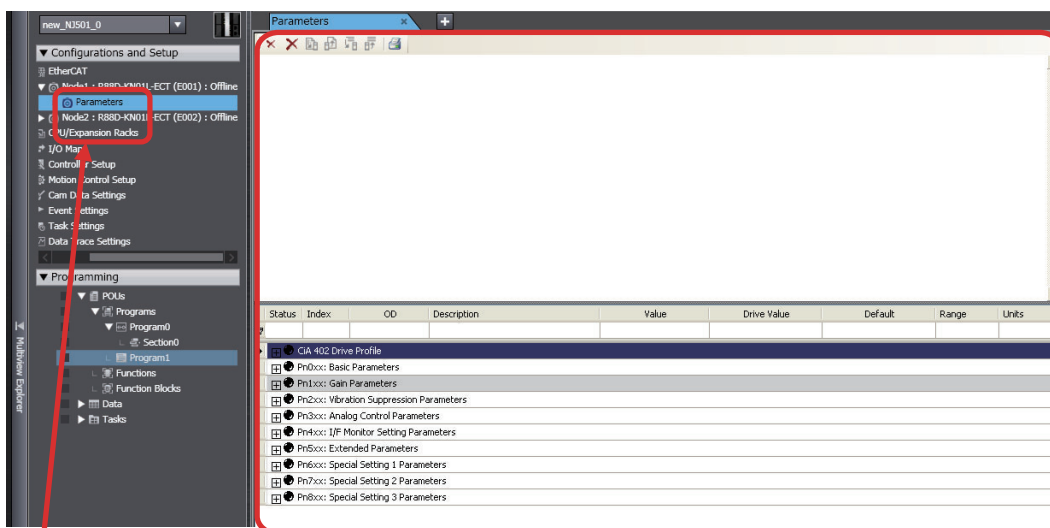 new_NJ501_0
Parameters
Configurations and Setup
EtherCAT
Node1 : R88D-KN01L-ECT (E001) : Offline
Parameters
Node2 : R88D-KN01L-ECT (E002) : Offline
CPU/Expansion Racks
I/O Map
Controller Setup
Motion Control Setup
Cam Data Settings
Event Settings
Task Settings
Data Trace Settings
Programming
POUs
Programs
Program0
Section0
Program1
Functions
Function Blocks
Data
Tasks
Multiview Explorer
Status Index OD Description Value Drive Value Default Range Units
CiA 402 Drive Profile
Pn0xx: Basic Parameters
Pn1xx: Gain Parameters
Pn2xx: Vibration Suppression Parameters
Pn3xx: Analog Control Parameters
Pn4xx: I/F Monitor Setting Parameters
Pn5xx: Extended Parameters
Pn6xx: Special Setting 1 Parameters
Pn7xx: Special Setting 2 Parameters
Pn8xx: Special Setting 3 Parameters